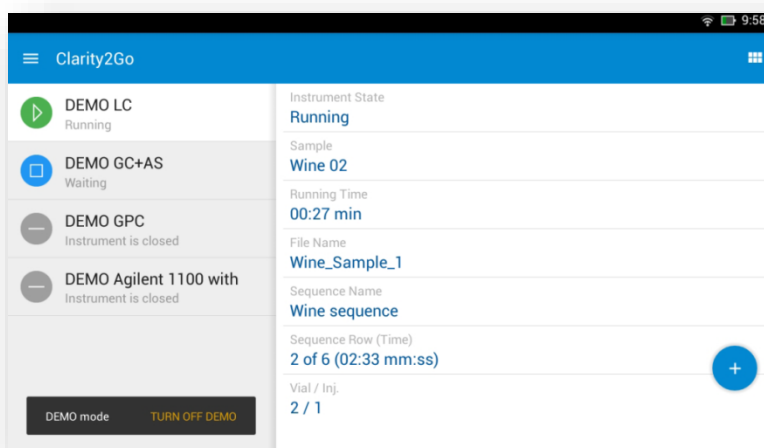 9:58
Clarity2Go
DEMO LC
Running
DEMO GC+AS
Waiting
DEMO GPC
Instrument is closed
DEMO Agilent 1100 with
Instrument is closed
DEMO mode TURN OFF DEMO
Instrument State
Running
Sample
Wine 02
Running Time
00:27 min
File Name
Wine_Sample_1
Sequence Name
Wine sequence
Sequence Row (Time)
2 of 6 (02:33 mm:ss)
Vial / Inj.
2 / 1